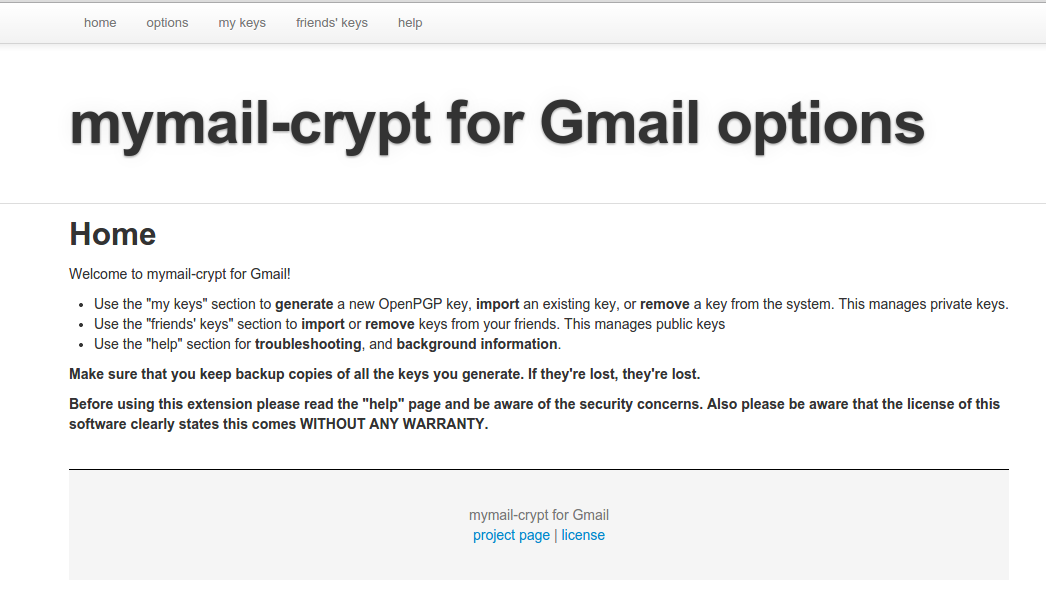 home options my keys friends' keys help
mymail-crypt for Gmail options
Home
Welcome to mymail-crypt for Gmail!
Use the "my keys" section to generate a new OpenPGP key, import an existing key, or remove a key from the system. This manages private keys.
Use the "friends' keys" section to import or remove keys from your friends. This manages public keys
Use the "help" section for troubleshooting, and background information.
Make sure that you keep backup copies of all the keys you generate. If they're lost, they're lost.
Before using this extension please read the "help" page and be aware of the security concerns. Also please be aware that the license of this
software clearly states this comes WITHOUT ANY WARRANTY.
mymail-crypt for Gmail
project page | license